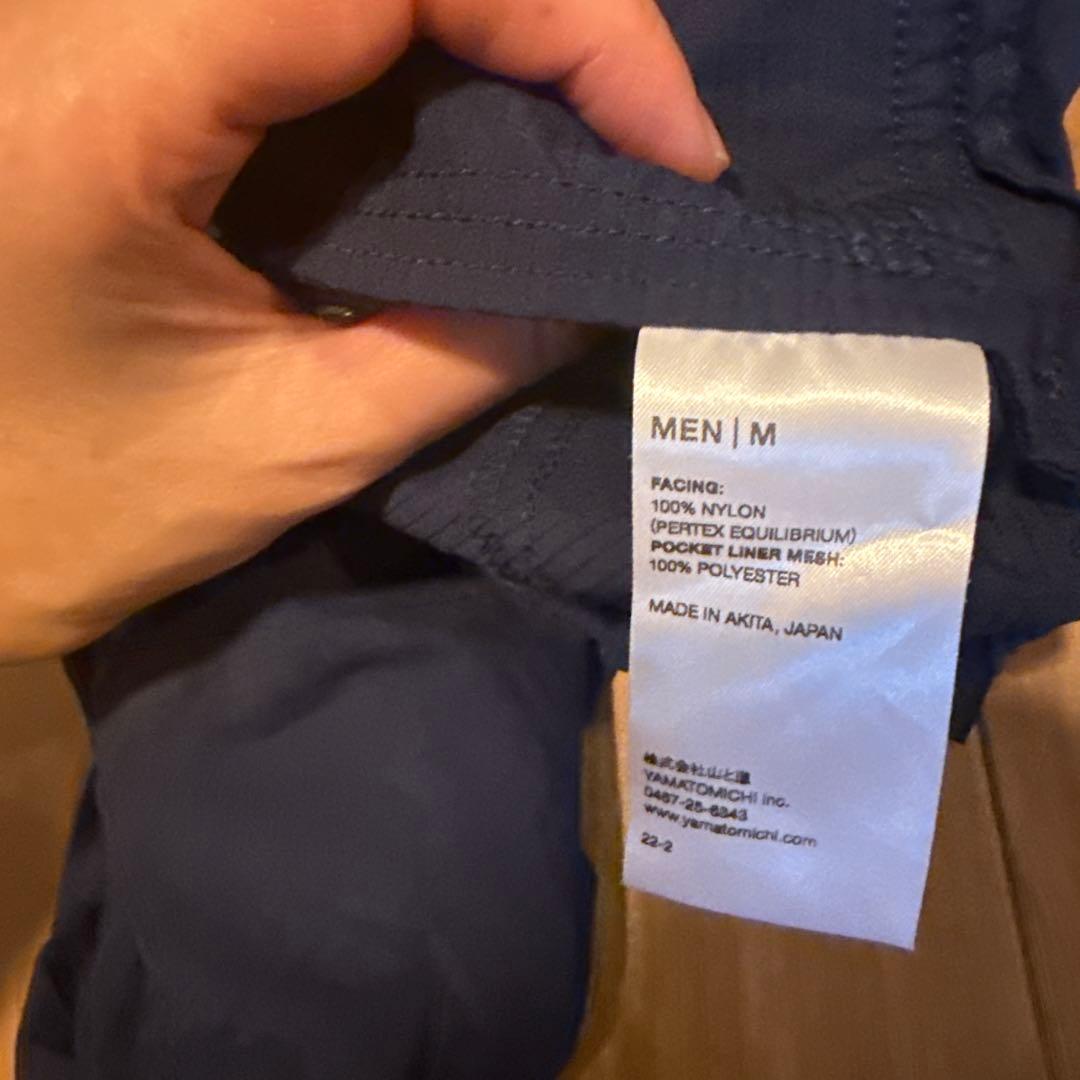 MEN | M
FACING:
100% NYLON
(PERTEX EQUILIBRIUM)
POCKET LINER MESH:
100% POLYESTER
MADE IN AKITA, JAPAN
株式会社山と道
YAMATOMICHI Inc.
0467-25-6343
www.yamatomichi.com
22-2